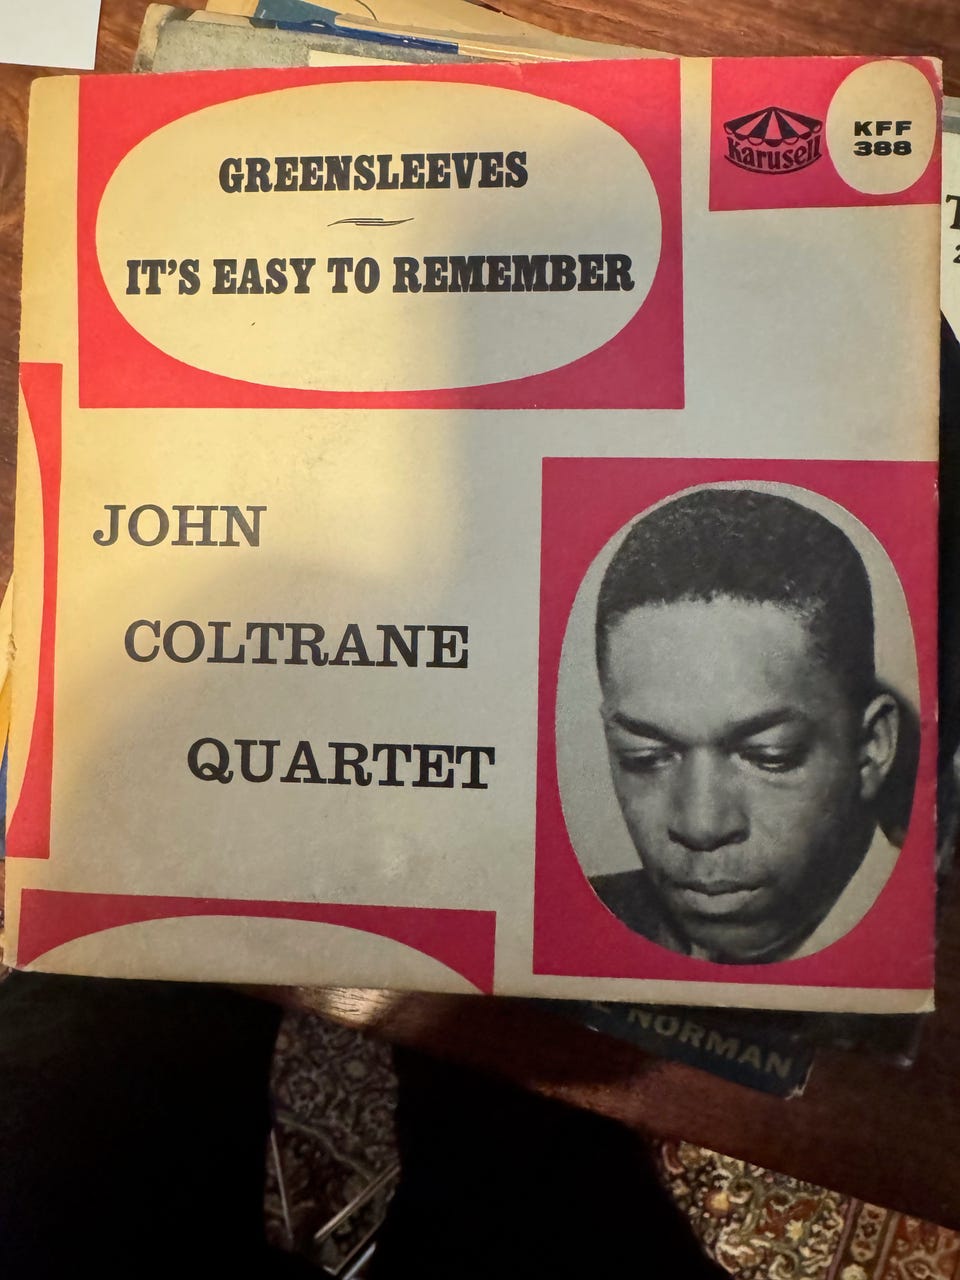 GREENSLEEVES
IT'S EASY TO REMEMBER
Karusell
KFF
388
JOHN
COLTRANE
QUARTET
NORMAN